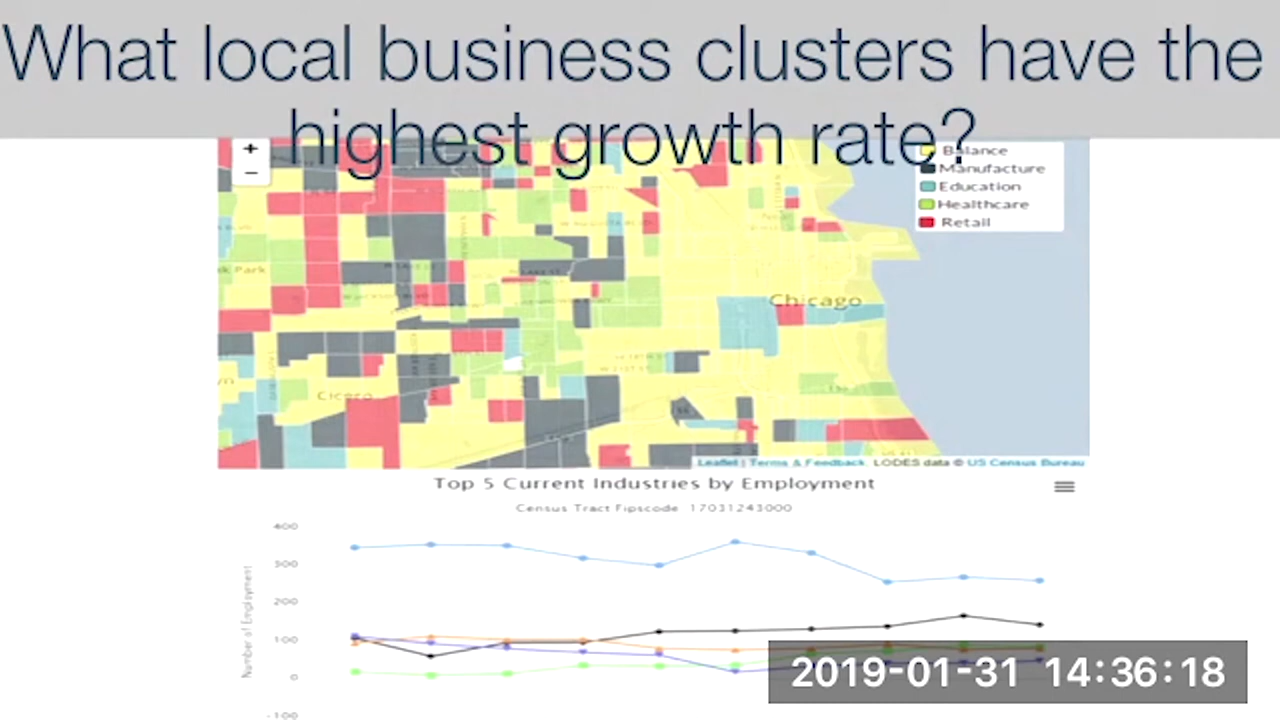 What local business clusters have the
highest growth rate?
+
−
Balance
Manufacture
Education
Healthcare
Retail
Chicago
Cicero
Leaflet | Terms & Feedback, LODES data © US Census Bureau
Top 5 Current Industries by Employment
Census Tract Fipscode 17031243000
Number of Employment
400
300
200
100
0
-100
2019-01-31 14:36:18